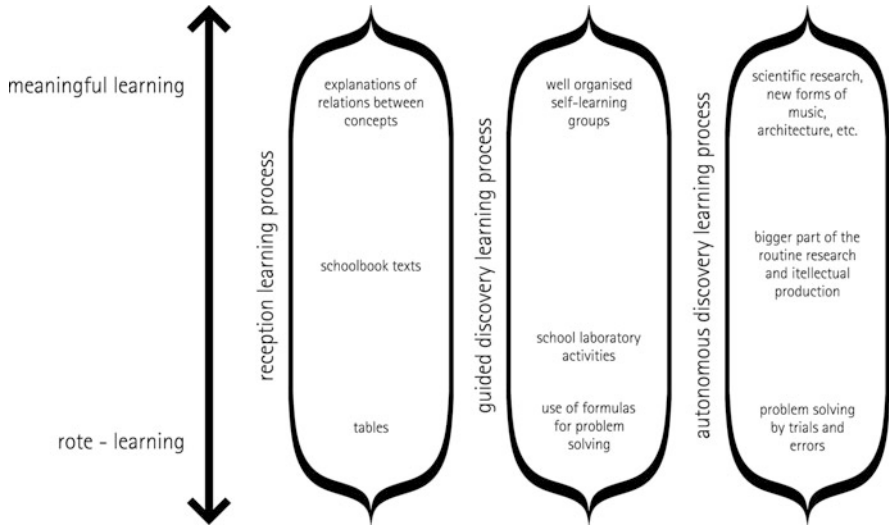 meaningful learning
rote - learning
reception learning process
explanations of
relations between
concepts
schoolbook texts
tables
guided discovery learning process
well organised
self-learning
groups
school laboratory
activities
use of formulas
for problem
solving
autonomous discovery learning process
scientific research,
new forms of
music,
architecture, etc.
bigger part of the
routine research
and itellectual
production
problem solving
by trials and
errors